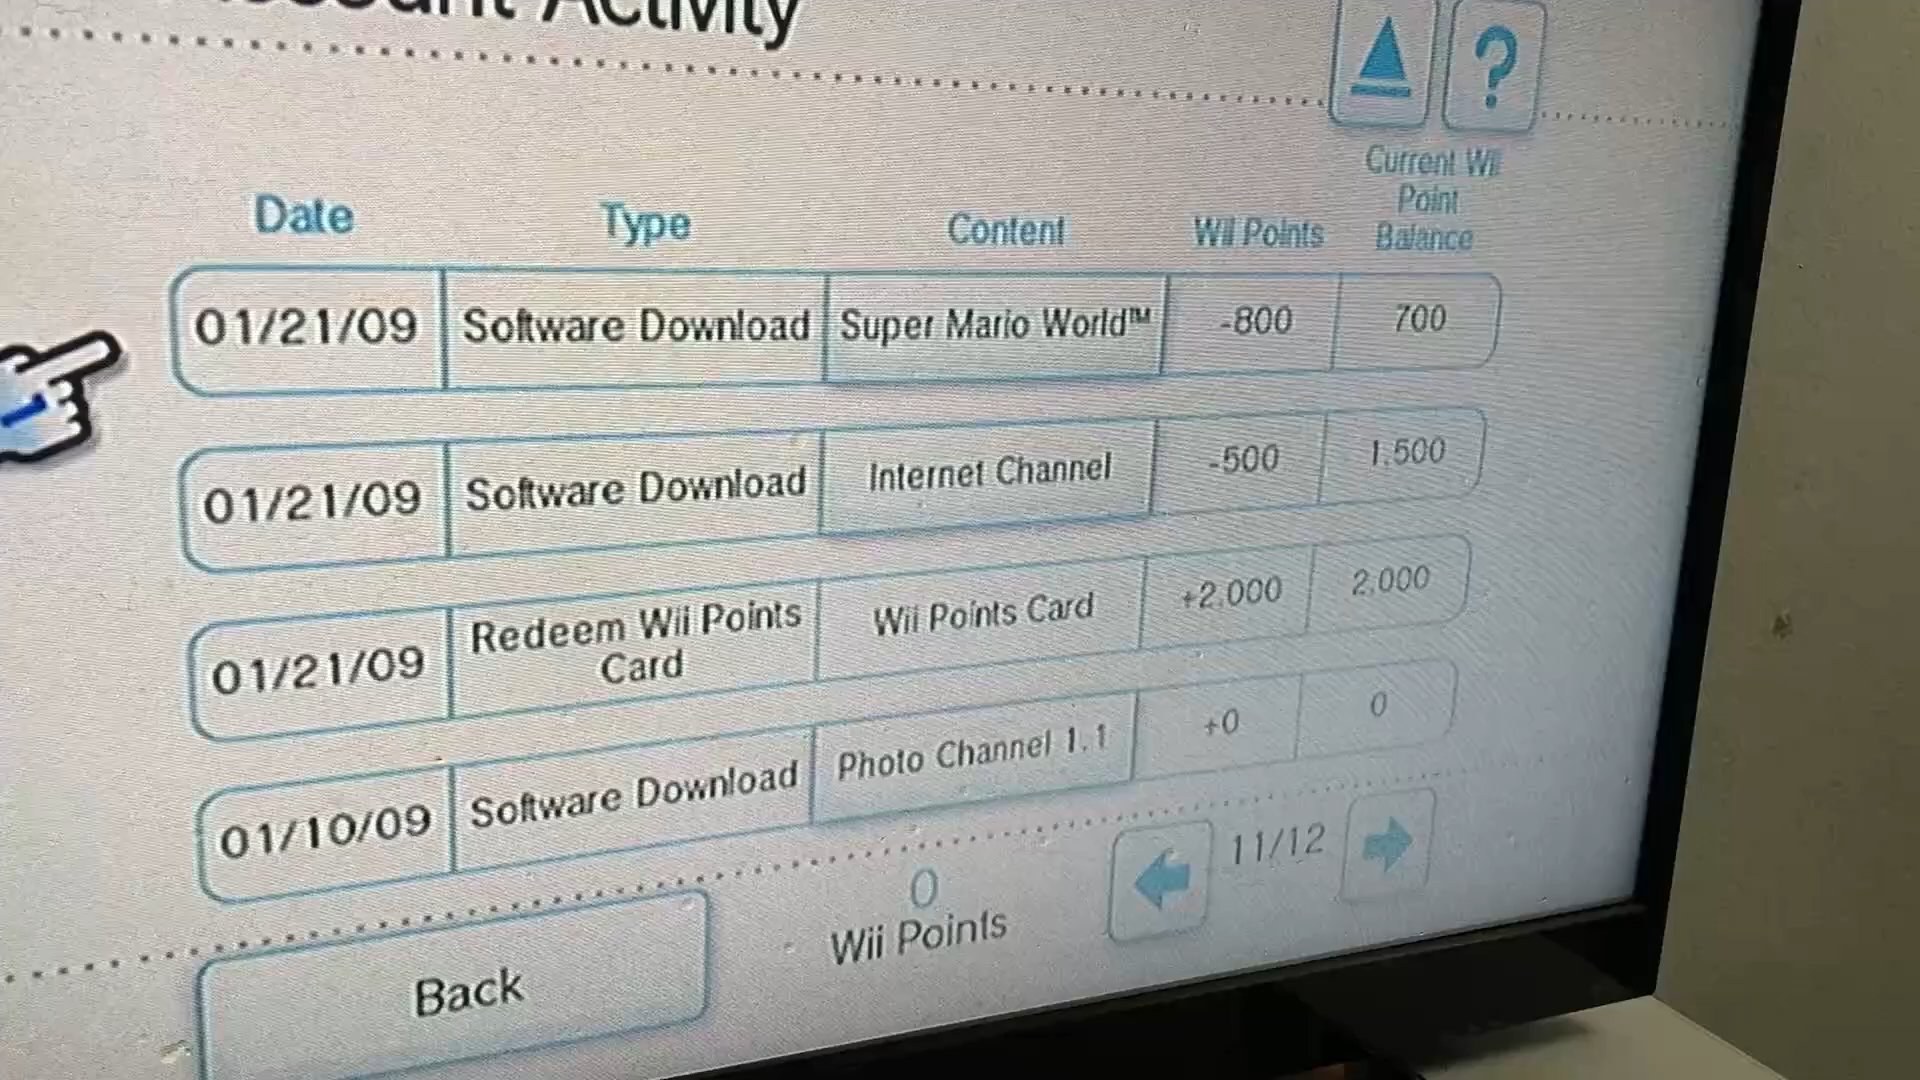 Account Activity
?
Current Wii
Point
Balance
Date Type Content Wii Points
01/21/09 Software Download Super Mario World™ -800 700
01/21/09 Software Download Internet Channel -500 1,500
01/21/09 Redeem Wii Points Card Wii Points Card +2,000 2,000
01/10/09 Software Download Photo Channel 1.1 +0 0
0
Wii Points
11/12
Back